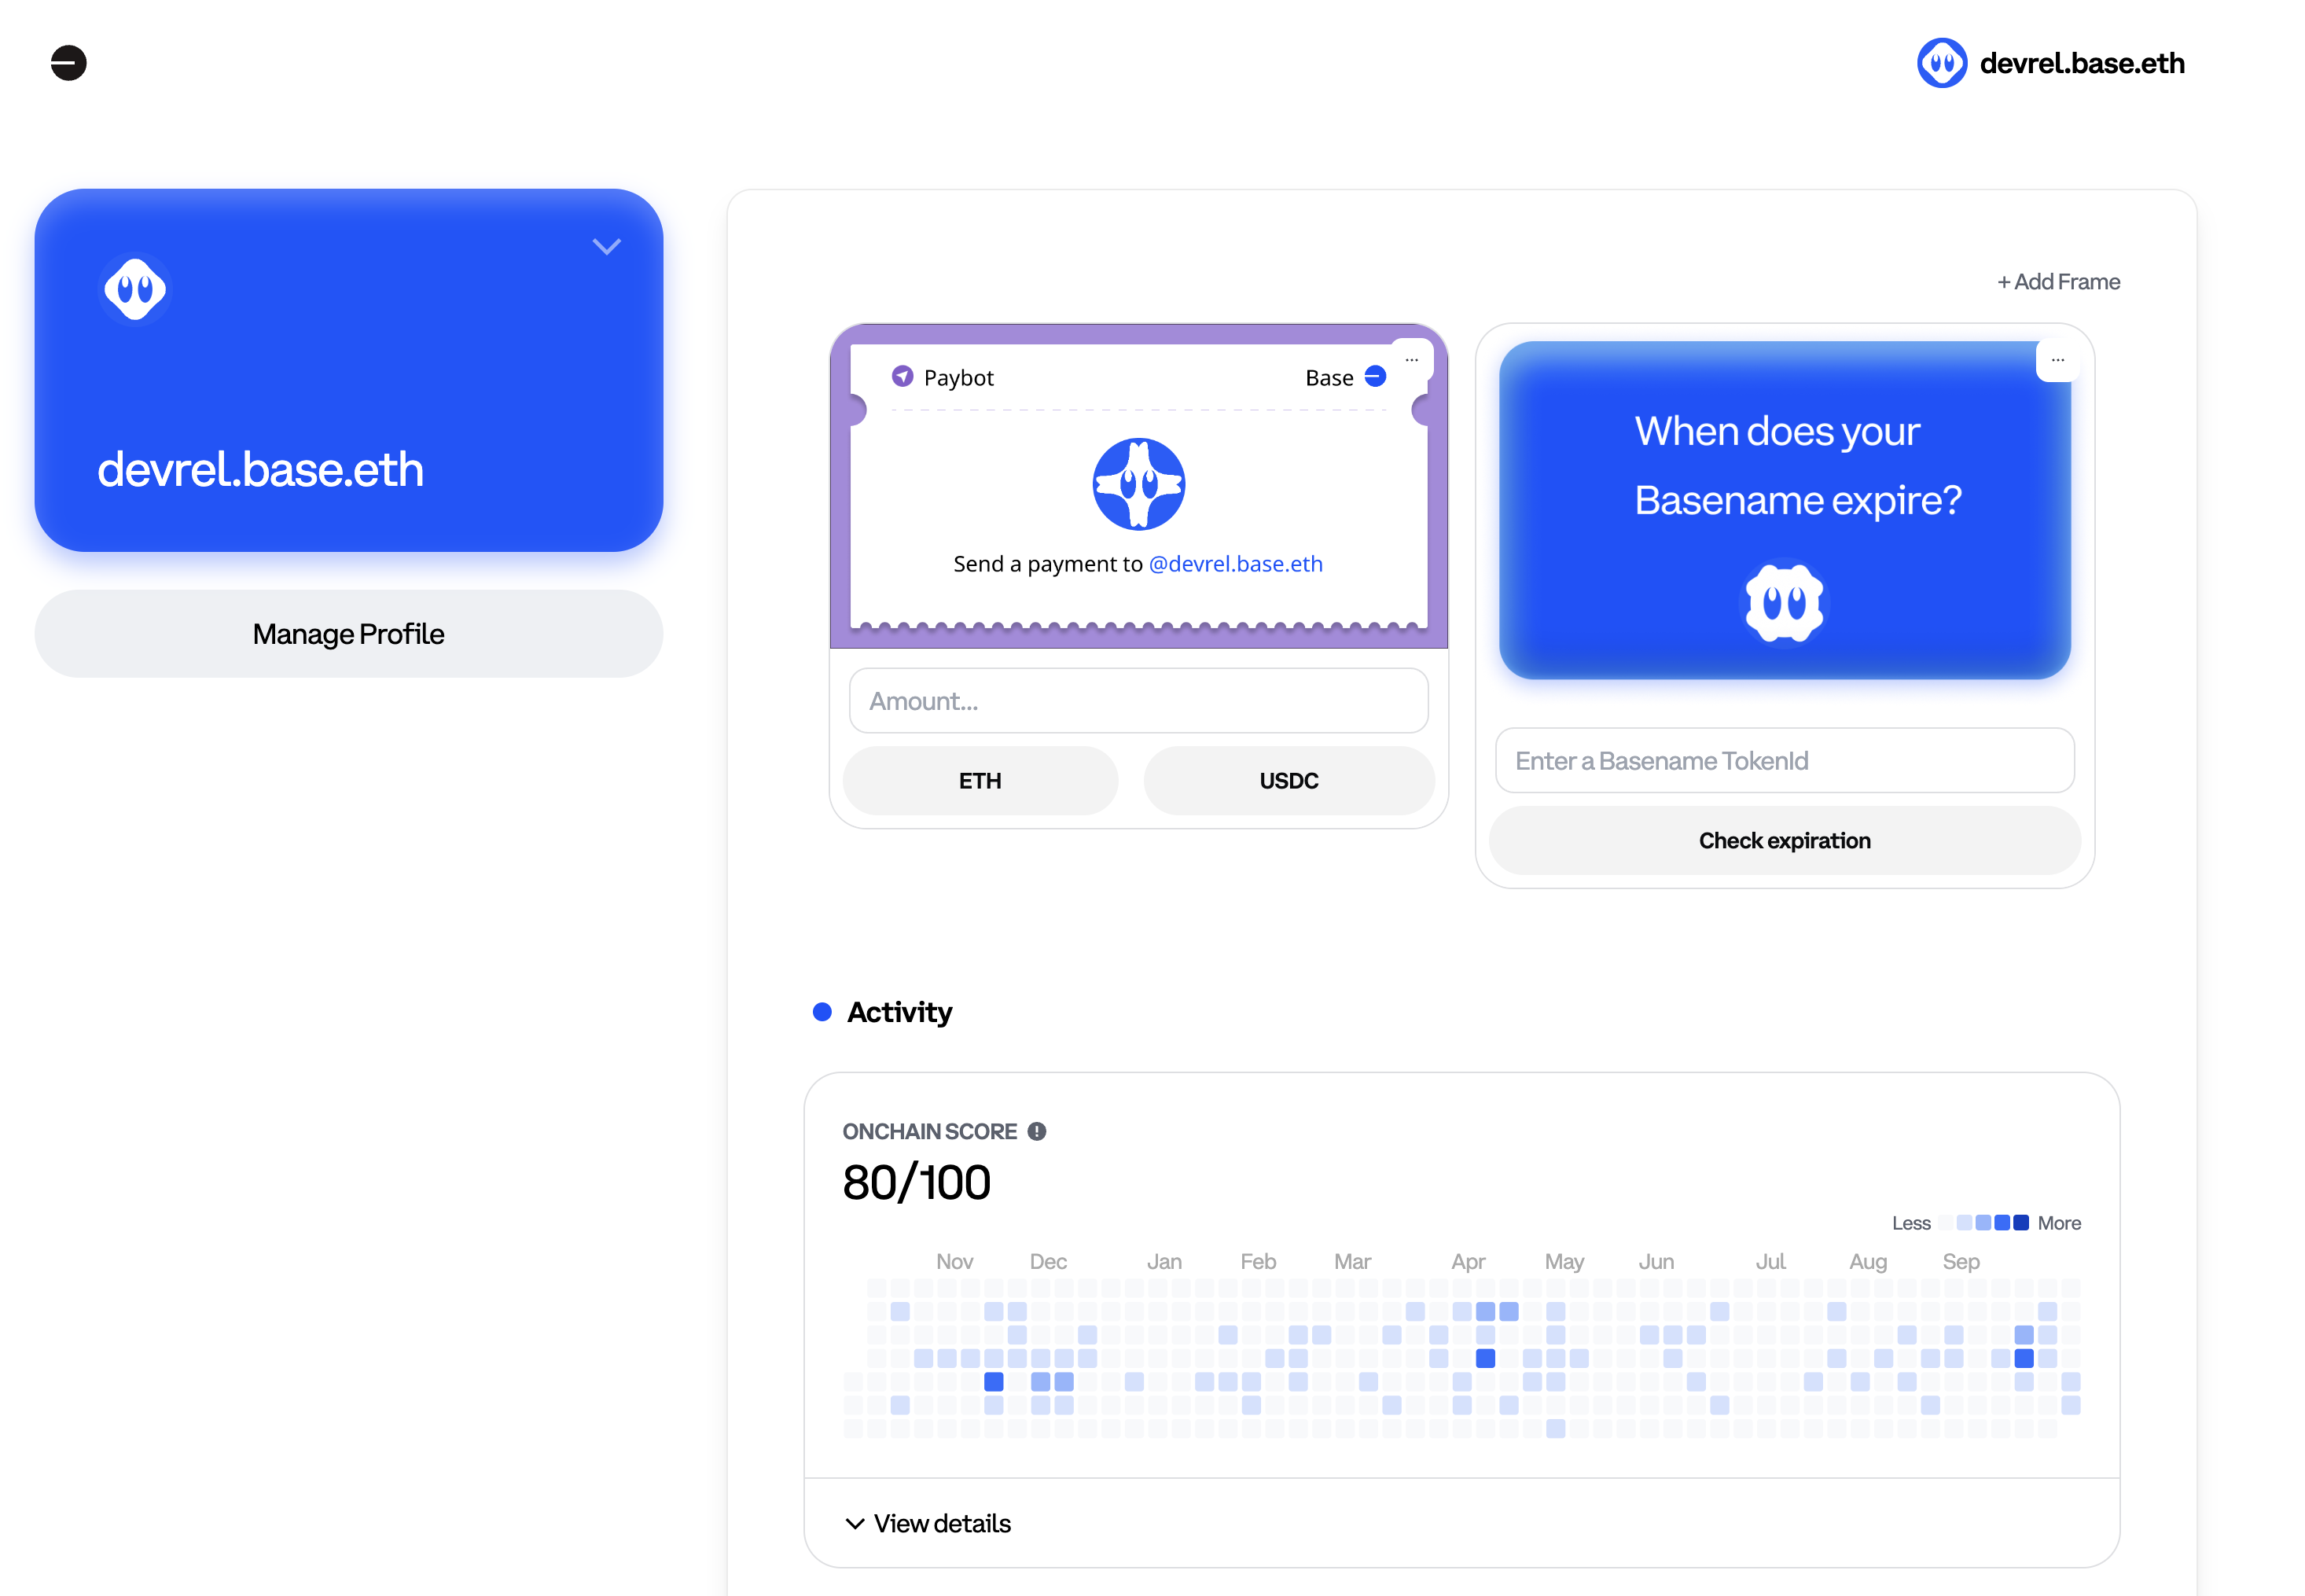 devrel.base.eth
devrel.base.eth
Manage Profile
+ Add Frame
Paybot
Base
...
Send a payment to @devrel.base.eth
Amount...
ETH
USDC
...
When does your
Basename expire?
Enter a Basename TokenId
Check expiration
Activity
ONCHAIN SCORE
80/100
Less
More
Nov Dec Jan Feb Mar Apr May Jun Jul Aug Sep
View details